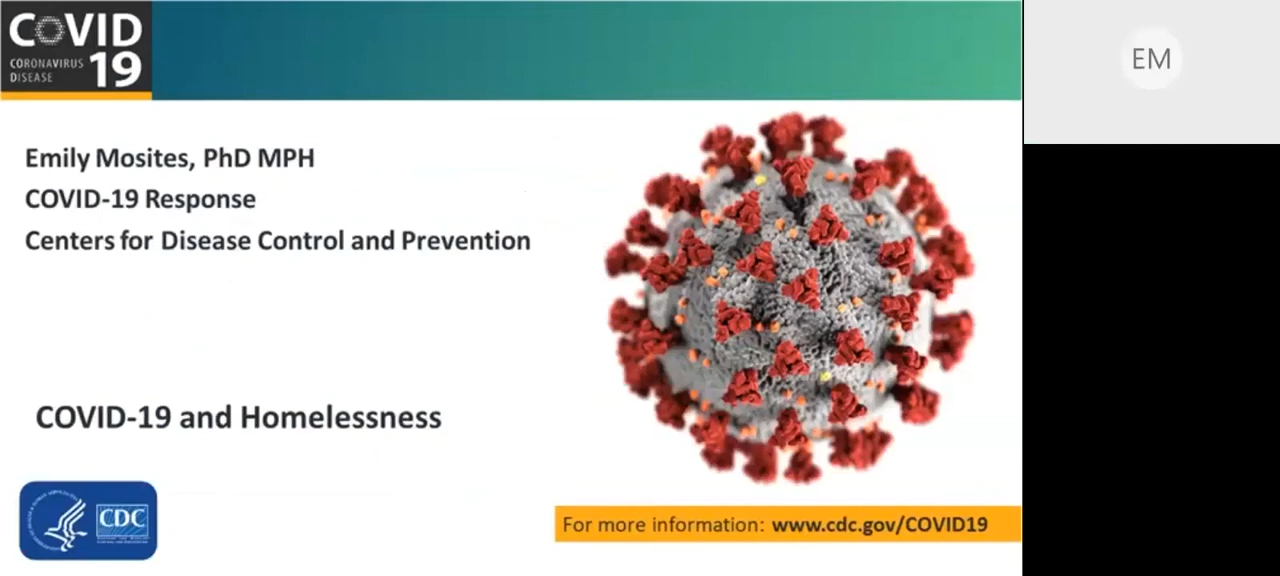 COVID
CORONAVIRUS
DISEASE
19
EM
Emily Mosites, PhD MPH
COVID-19 Response
Centers for Disease Control and Prevention
COVID-19 and Homelessness
CDC
For more information: www.cdc.gov/COVID19